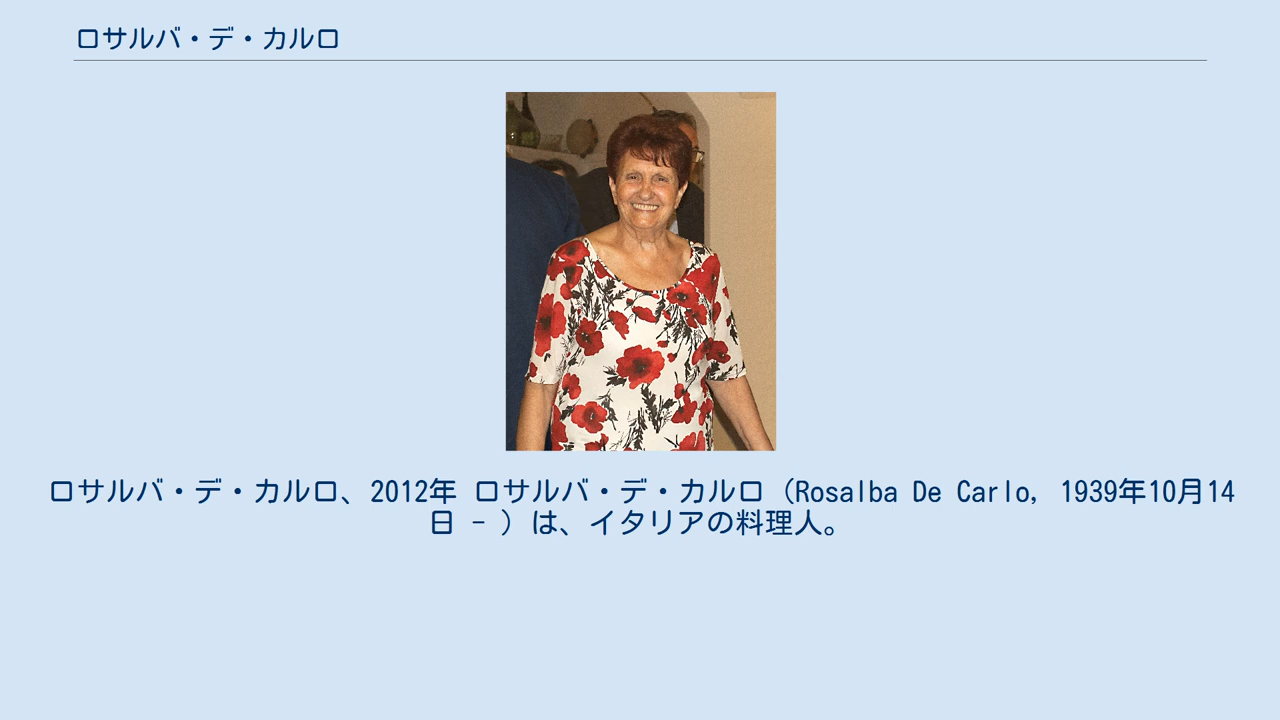 ロサルバ・デ・カルロ
ロサルバ・デ・カルロ、2012年 ロサルバ・デ・カルロ（Rosalba De Carlo, 1939年10月14
日 - ）は、イタリアの料理人。